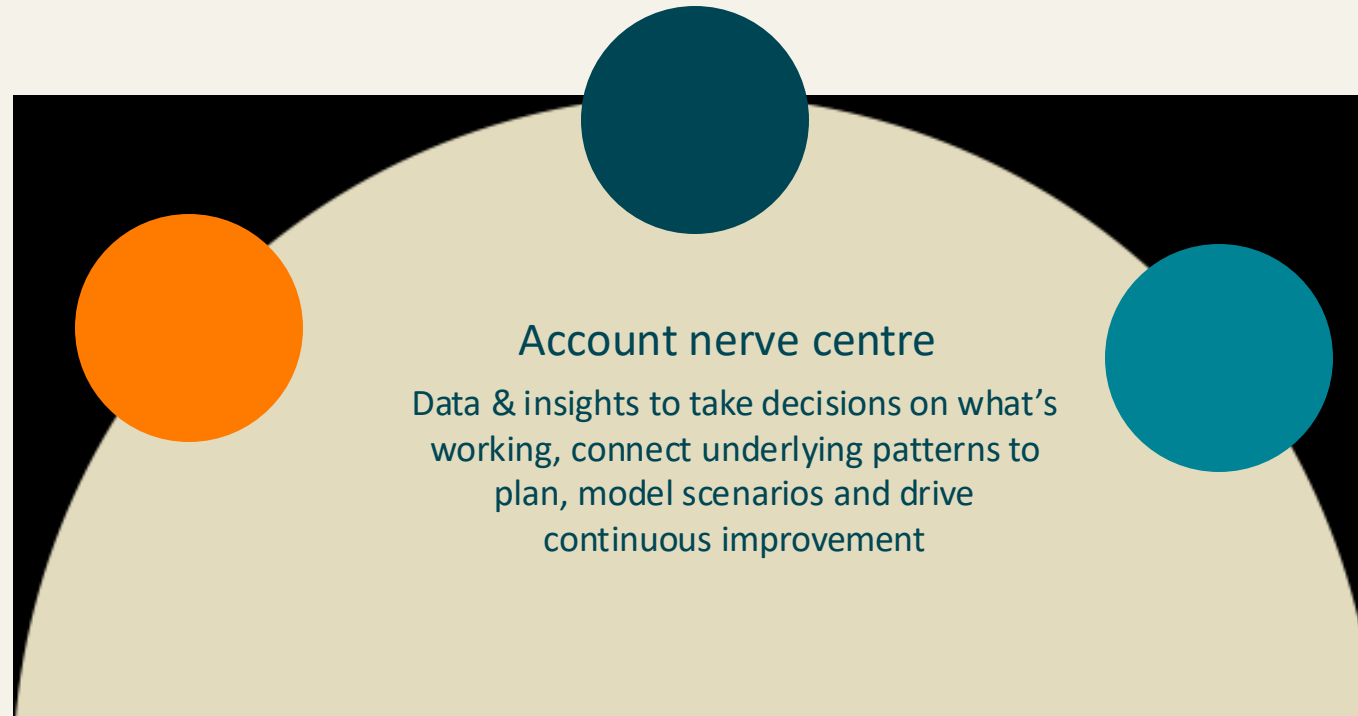 Account nerve centre
Data & insights to take decisions on what’s
working, connect underlying patterns to
plan, model scenarios and drive
continuous improvement